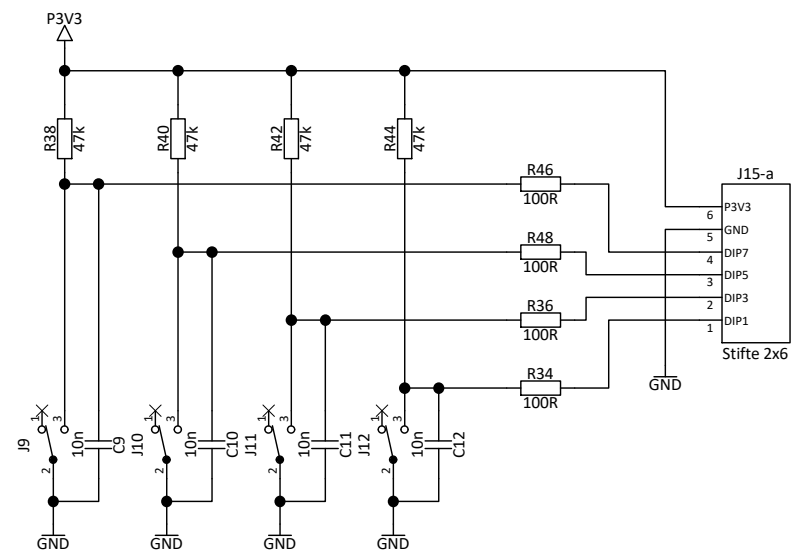 P3V3
R38
47k
R40
47k
R42
47k
R44
47k
R46
100R
R48
100R
R36
100R
R34
100R
J15-a
P3V3
6
GND
5
DIP7
4
DIP5
3
DIP3
2
DIP1
1
Stifte 2x6
GND
J9
1
3
2
10n
C9
J10
1
3
2
10n
C10
J11
1
3
2
10n
C11
J12
1
3
2
10n
C12
GND
GND
GND
GND